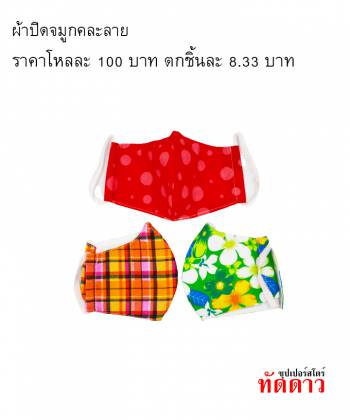 ผ้าปิดจมูกคละลาย
ราคาโหลละ 100 บาท ตกชิ้นละ 8.33 บาท
ซุปเปอร์สโตร์
ทัดดาว